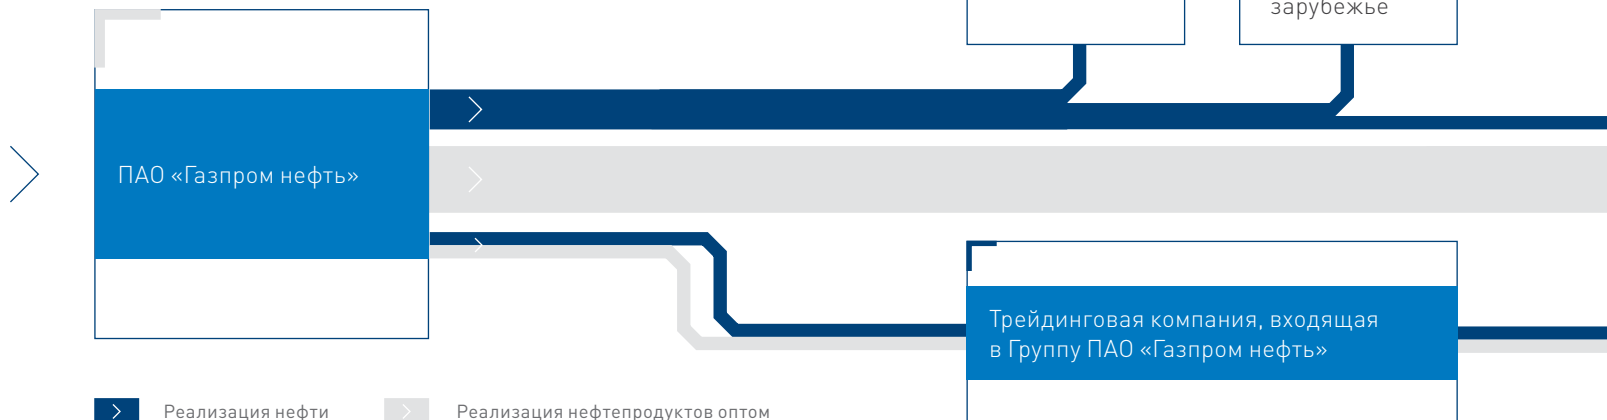 зарубежье
ПАО «Газпром нефть»
Трейдинговая компания, входящая
в Группу ПАО «Газпром нефть»
Реализация нефти
Реализация нефтепродуктов оптом